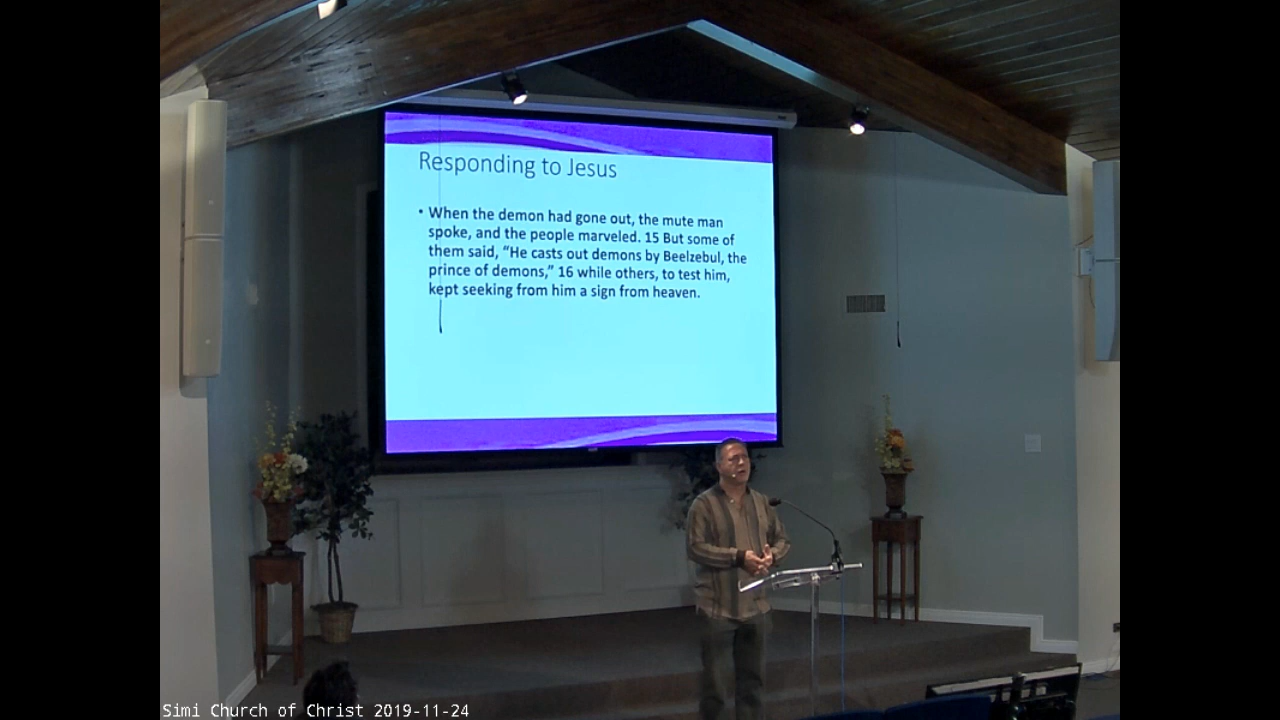 Responding to Jesus
• When the demon had gone out, the mute man
spoke, and the people marveled. 15 But some of
them said, “He casts out demons by Beelzebul, the
prince of demons,” 16 while others, to test him,
kept seeking from him a sign from heaven.
Simi Church of Christ 2019-11-24